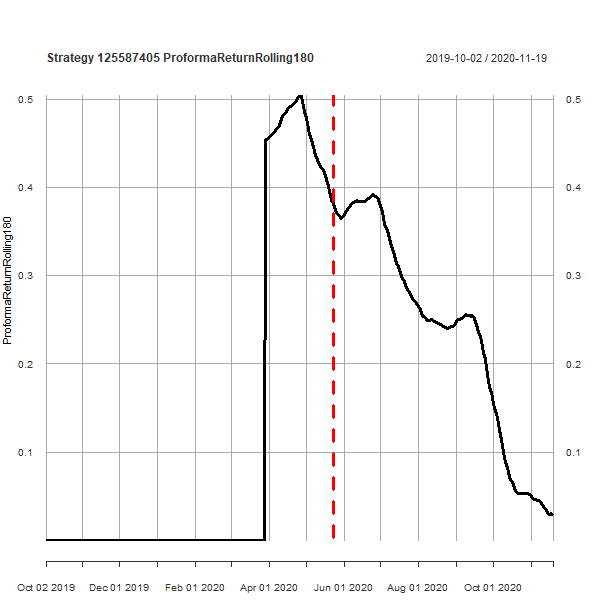 Strategy 125587405 ProformaReturnRolling180
2019-10-02 / 2020-11-19
0.5
0.5
0.4
0.4
0.3
0.3
0.2
0.2
0.1
0.1
ProformaReturnRolling180
Oct 02 2019
Dec 01 2019
Feb 01 2020
Apr 01 2020
Jun 01 2020
Aug 01 2020
Oct 01 2020